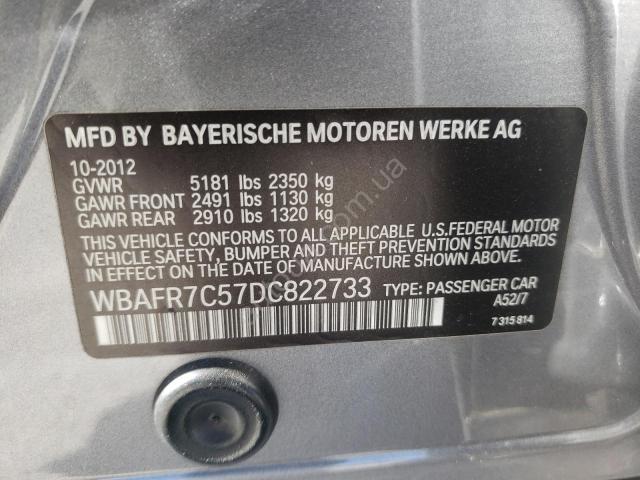 MFD BY BAYERISCHE MOTOREN WERKE AG
10-2012
GVWR 5181 lbs 2350 kg
GAWR FRONT 2491 lbs 1130 kg
GAWR REAR 2910 lbs 1320 kg
THIS VEHICLE CONFORMS TO ALL APPLICABLE U.S.FEDERAL MOTOR
VEHICLE SAFETY, BUMPER AND THEFT PREVENTION STANDARDS
IN EFFECT ON THE DATE OF MANUFACTURE SHOWN ABOVE.
WBAFR7C57DC822733 TYPE: PASSENGER CAR
A52/7
7 315 814